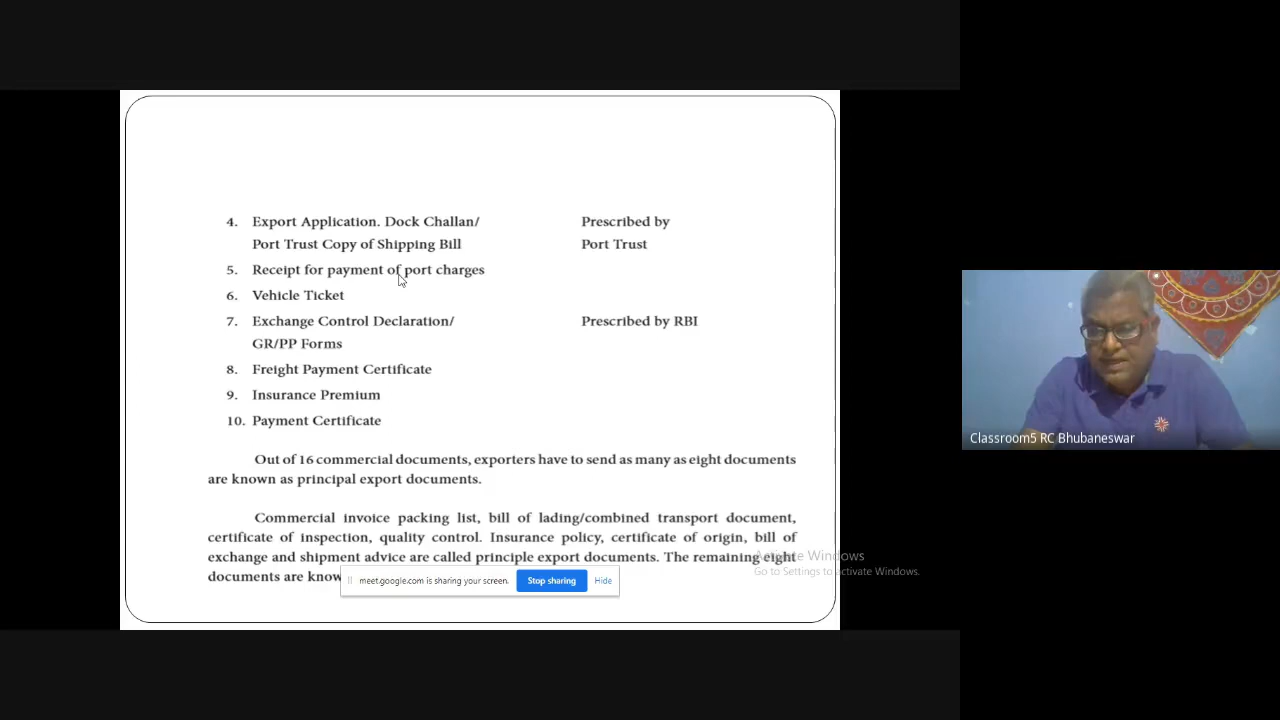 4. Export Application. Dock Challan/ Prescribed by
Port Trust Copy of Shipping Bill Port Trust
5. Receipt for payment of port charges
6. Vehicle Ticket
7. Exchange Control Declaration/ Prescribed by RBI
GR/PP Forms
8. Freight Payment Certificate
9. Insurance Premium
10. Payment Certificate
Out of 16 commercial documents, exporters have to send as many as eight documents
are known as principal export documents.
Commercial invoice packing list, bill of lading/combined transport document,
certificate of inspection, quality control. Insurance policy, certificate of origin, bill of
exchange and shipment advice are called principle export documents. The remaining eight
documents are know
meet.google.com is sharing your screen. Stop sharing Hide
Activate Windows
Go to Settings to activate Windows.
Classroom5 RC Bhubaneswar